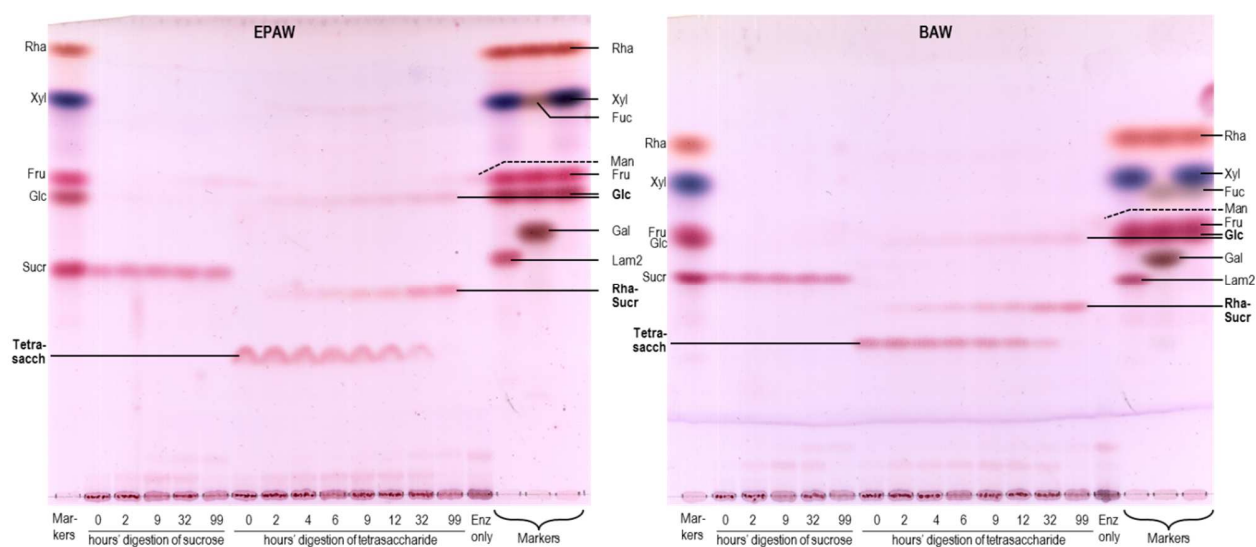 EPAW
Rha
Xyl
Fru
Glc
Sucr
Tetra-
sacch
Rha
Xyl
Fuc
Man
Fru
Glc
Gal
Lam2
Rha-
Sucr
Mar-
kers
0 2 9 32 99
hours' digestion of sucrose
0 2 4 6 9 12 32 99
hours' digestion of tetrasaccharide
Enz
only
Markers
BAW
Rha
Xyl
Fru
Glc
Sucr
Tetra-
sacch
Rha
Xyl
Fuc
Man
Fru
Glc
Gal
Lam2
Rha-
Sucr
Mar-
kers
0 2 9 32 99
hours' digestion of sucrose
0 2 4 6 9 12 32 99
hours' digestion of tetrasaccharide
Enz
only
Markers